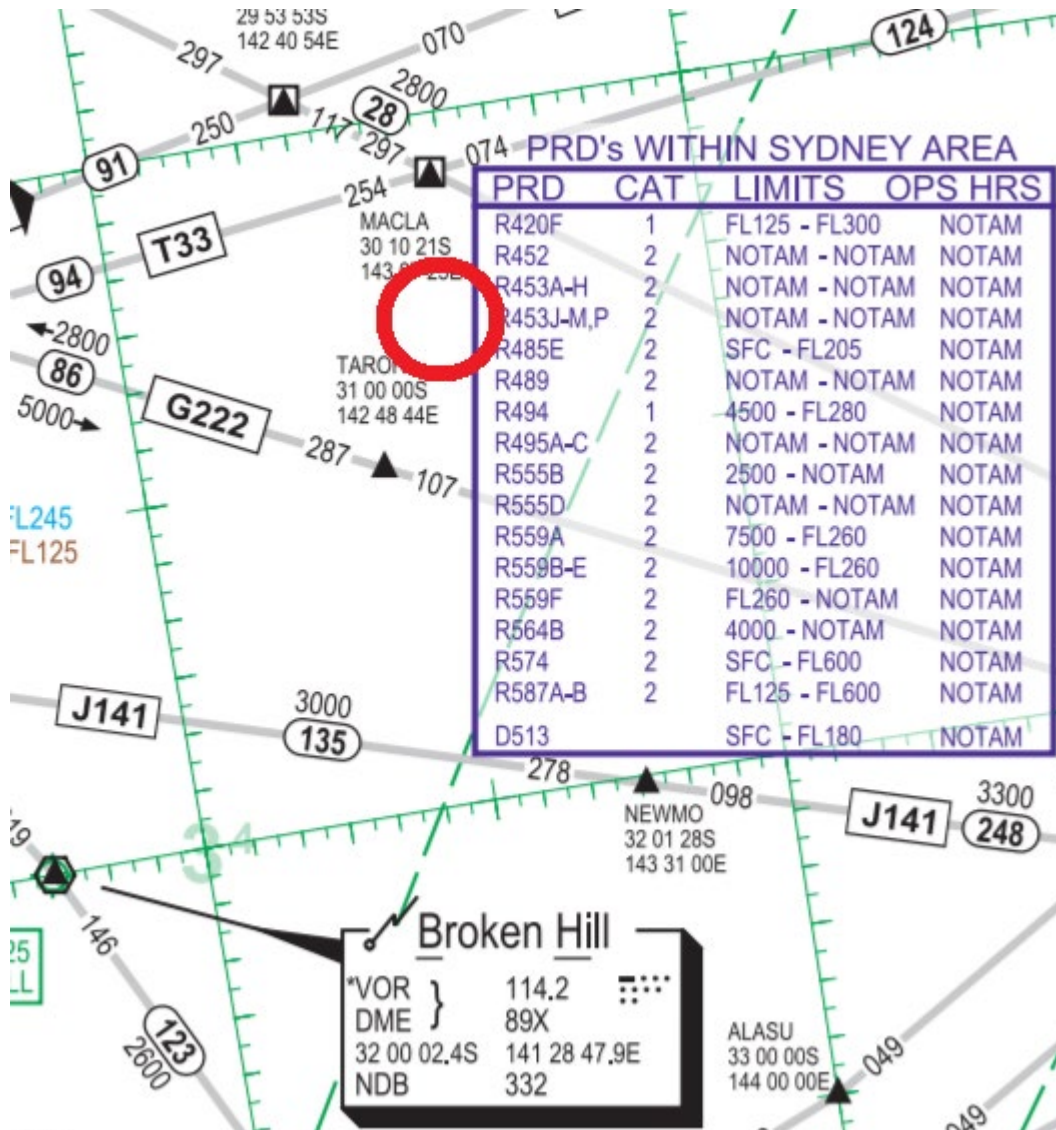 29 53 53S
142 40 54E
297
070
124
2800
28
117
297
250
91
074
254
T33
94
MACLA
30 10 21S
PRD's WITHIN SYDNEY AREA
PRD CAT LIMITS OPS HRS
R420F 1 FL125 - FL300 NOTAM
R452 2 NOTAM - NOTAM NOTAM
R453A-H 2 NOTAM - NOTAM NOTAM
R453J-M,P 2 NOTAM - NOTAM NOTAM
R485E 2 SFC - FL205 NOTAM
R489 2 NOTAM - NOTAM NOTAM
R494 1 4500 - FL280 NOTAM
R495A-C 2 NOTAM - NOTAM NOTAM
R555B 2 2500 - NOTAM NOTAM
R555D 2 NOTAM - NOTAM NOTAM
R559A 2 7500 - FL260 NOTAM
R559B-E 2 10000 - FL260 NOTAM
R559F 2 FL260 - NOTAM NOTAM
R564B 2 4000 - NOTAM NOTAM
R574 2 SFC - FL600 NOTAM
R587A-B 2 FL125 - FL600 NOTAM
D513 SFC - FL180 NOTAM
2800
86
5000
G222
31 00 00S
142 48 44E
287
107
FL245
FL125
J141
3000
135
278
098
NEWMO
32 01 28S
143 31 00E
J141
3300
248
34
19
146
123
2600
25
LL
Broken Hill
*VOR 114.2
DME 89X
32 00 02.4S 141 28 47.9E
NDB 332
ALASU
33 00 00S
144 00 00E
049
049